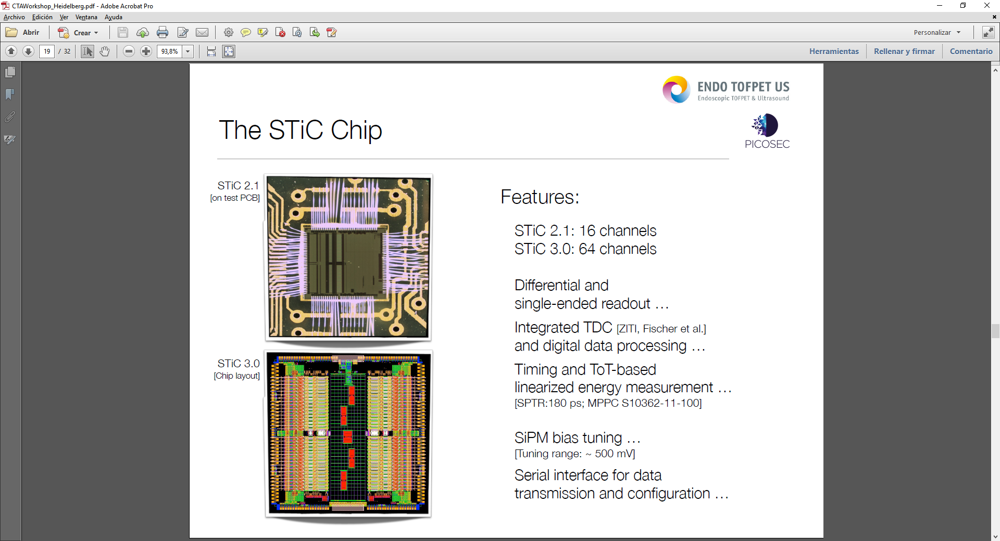 CTAWorkshop_Heidelberg.pdf - Adobe Acrobat Pro
Archivo Edición Ver Ventana Ayuda
Abrir Crear Personalizar
19 / 32 93,8% Herramientas Rellenar y firmar Comentario
ENDO TOFPET US
Endoscopic TOFPET & Ultrasound
The STiC Chip
PICOSEC
STiC 2.1
[on test PCB]
STiC 3.0
[Chip layout]
Features:
STiC 2.1: 16 channels
STiC 3.0: 64 channels
Differential and
single-ended readout …
Integrated TDC [ZITI, Fischer et al.]
and digital data processing …
Timing and ToT-based
linearized energy measurement …
[SPTR:180 ps; MPPC S10362-11-100]
SiPM bias tuning …
[Tuning range: ~ 500 mV]
Serial interface for data
transmission and configuration …